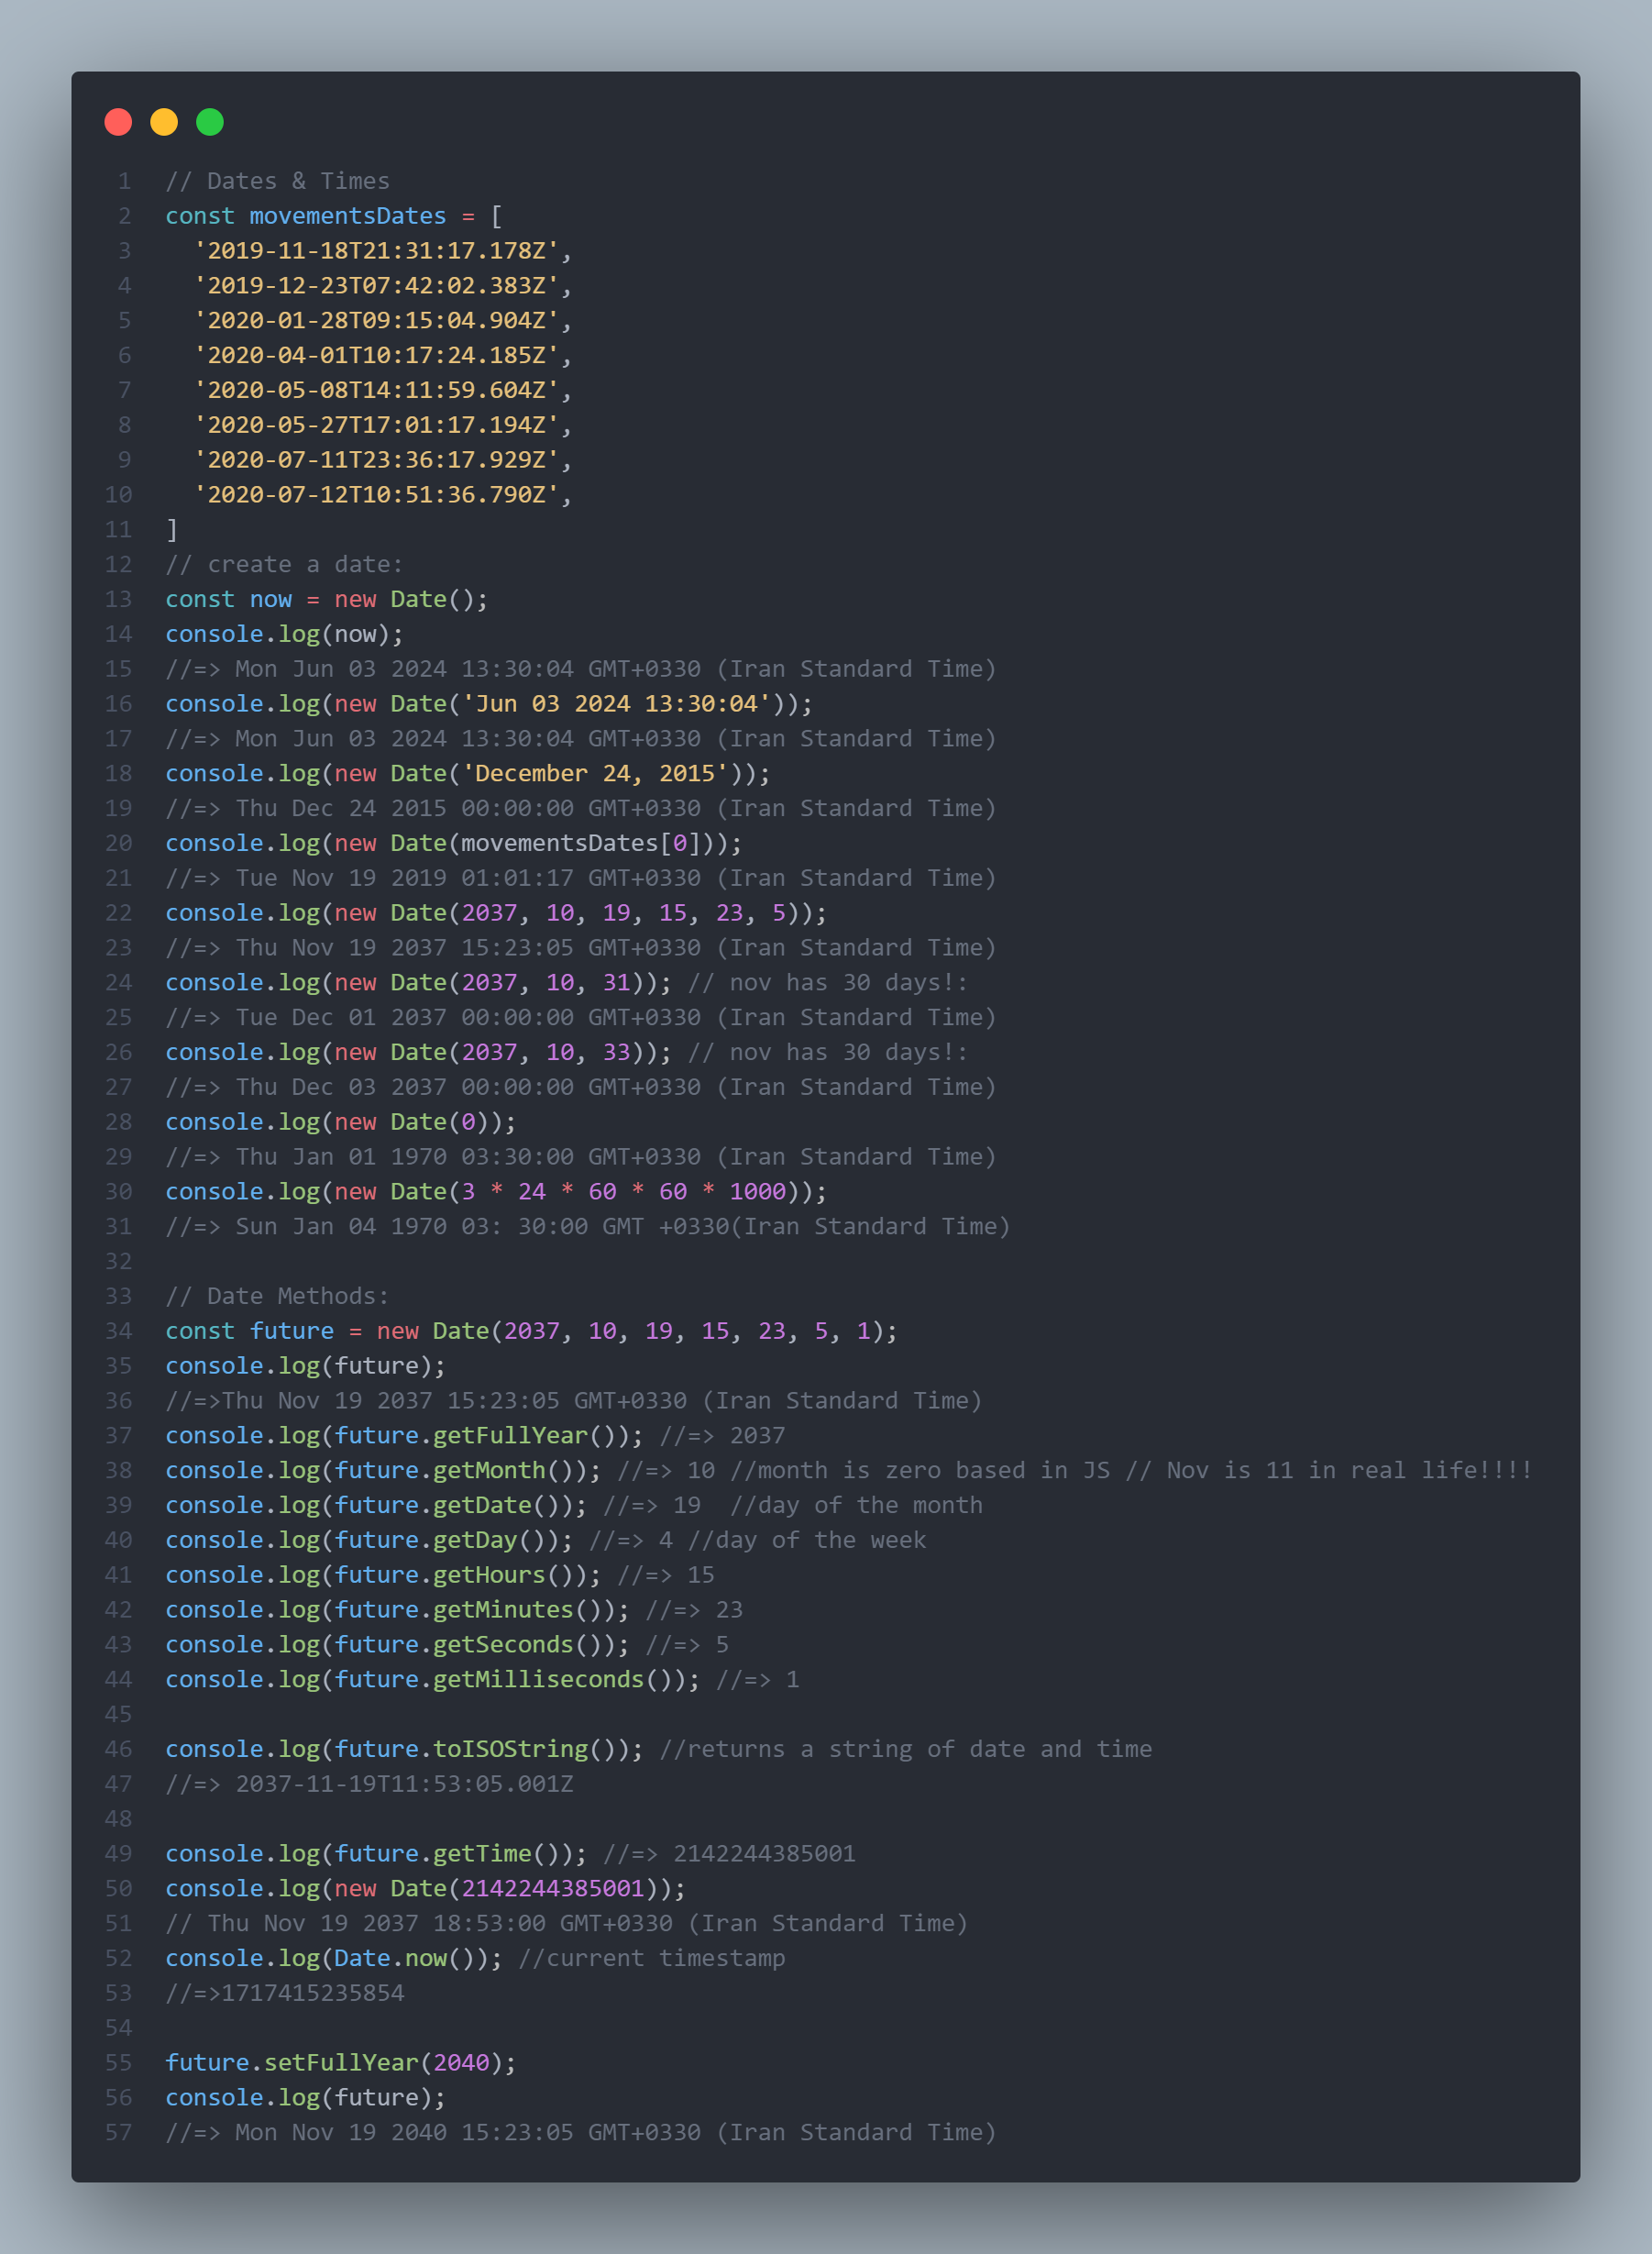 1 // Dates & Times
2 const movementsDates = [
3 '2019-11-18T21:31:17.178Z',
4 '2019-12-23T07:42:02.383Z',
5 '2020-01-28T09:15:04.904Z',
6 '2020-04-01T10:17:24.185Z',
7 '2020-05-08T14:11:59.604Z',
8 '2020-05-27T17:01:17.194Z',
9 '2020-07-11T23:36:17.929Z',
10 '2020-07-12T10:51:36.790Z',
11 ]
12 // create a date:
13 const now = new Date();
14 console.log(now);
15 //=> Mon Jun 03 2024 13:30:04 GMT+0330 (Iran Standard Time)
16 console.log(new Date('Jun 03 2024 13:30:04'));
17 //=> Mon Jun 03 2024 13:30:04 GMT+0330 (Iran Standard Time)
18 console.log(new Date('December 24, 2015'));
19 //=> Thu Dec 24 2015 00:00:00 GMT+0330 (Iran Standard Time)
20 console.log(new Date(movementsDates[0]));
21 //=> Tue Nov 19 2019 01:01:17 GMT+0330 (Iran Standard Time)
22 console.log(new Date(2037, 10, 19, 15, 23, 5));
23 //=> Thu Nov 19 2037 15:23:05 GMT+0330 (Iran Standard Time)
24 console.log(new Date(2037, 10, 31)); // nov has 30 days!:
25 //=> Tue Dec 01 2037 00:00:00 GMT+0330 (Iran Standard Time)
26 console.log(new Date(2037, 10, 33)); // nov has 30 days!:
27 //=> Thu Dec 03 2037 00:00:00 GMT+0330 (Iran Standard Time)
28 console.log(new Date(0));
29 //=> Thu Jan 01 1970 03:30:00 GMT+0330 (Iran Standard Time)
30 console.log(new Date(3 * 24 * 60 * 60 * 1000));
31 //=> Sun Jan 04 1970 03: 30:00 GMT +0330(Iran Standard Time)
32
33 // Date Methods:
34 const future = new Date(2037, 10, 19, 15, 23, 5, 1);
35 console.log(future);
36 //=>Thu Nov 19 2037 15:23:05 GMT+0330 (Iran Standard Time)
37 console.log(future.getFullYear()); //=> 2037
38 console.log(future.getMonth()); //=> 10 //month is zero based in JS // Nov is 11 in real life!!!!
39 console.log(future.getDate()); //=> 19  //day of the month
40 console.log(future.getDay()); //=> 4 //day of the week
41 console.log(future.getHours()); //=> 15
42 console.log(future.getMinutes()); //=> 23
43 console.log(future.getSeconds()); //=> 5
44 console.log(future.getMilliseconds()); //=> 1
45
46 console.log(future.toISOString()); //returns a string of date and time
47 //=> 2037-11-19T11:53:05.001Z
48
49 console.log(future.getTime()); //=> 2142244385001
50 console.log(new Date(2142244385001));
51 // Thu Nov 19 2037 18:53:00 GMT+0330 (Iran Standard Time)
52 console.log(Date.now()); //current timestamp
53 //=>1717415235854
54
55 future.setFullYear(2040);
56 console.log(future);
57 //=> Mon Nov 19 2040 15:23:05 GMT+0330 (Iran Standard Time)